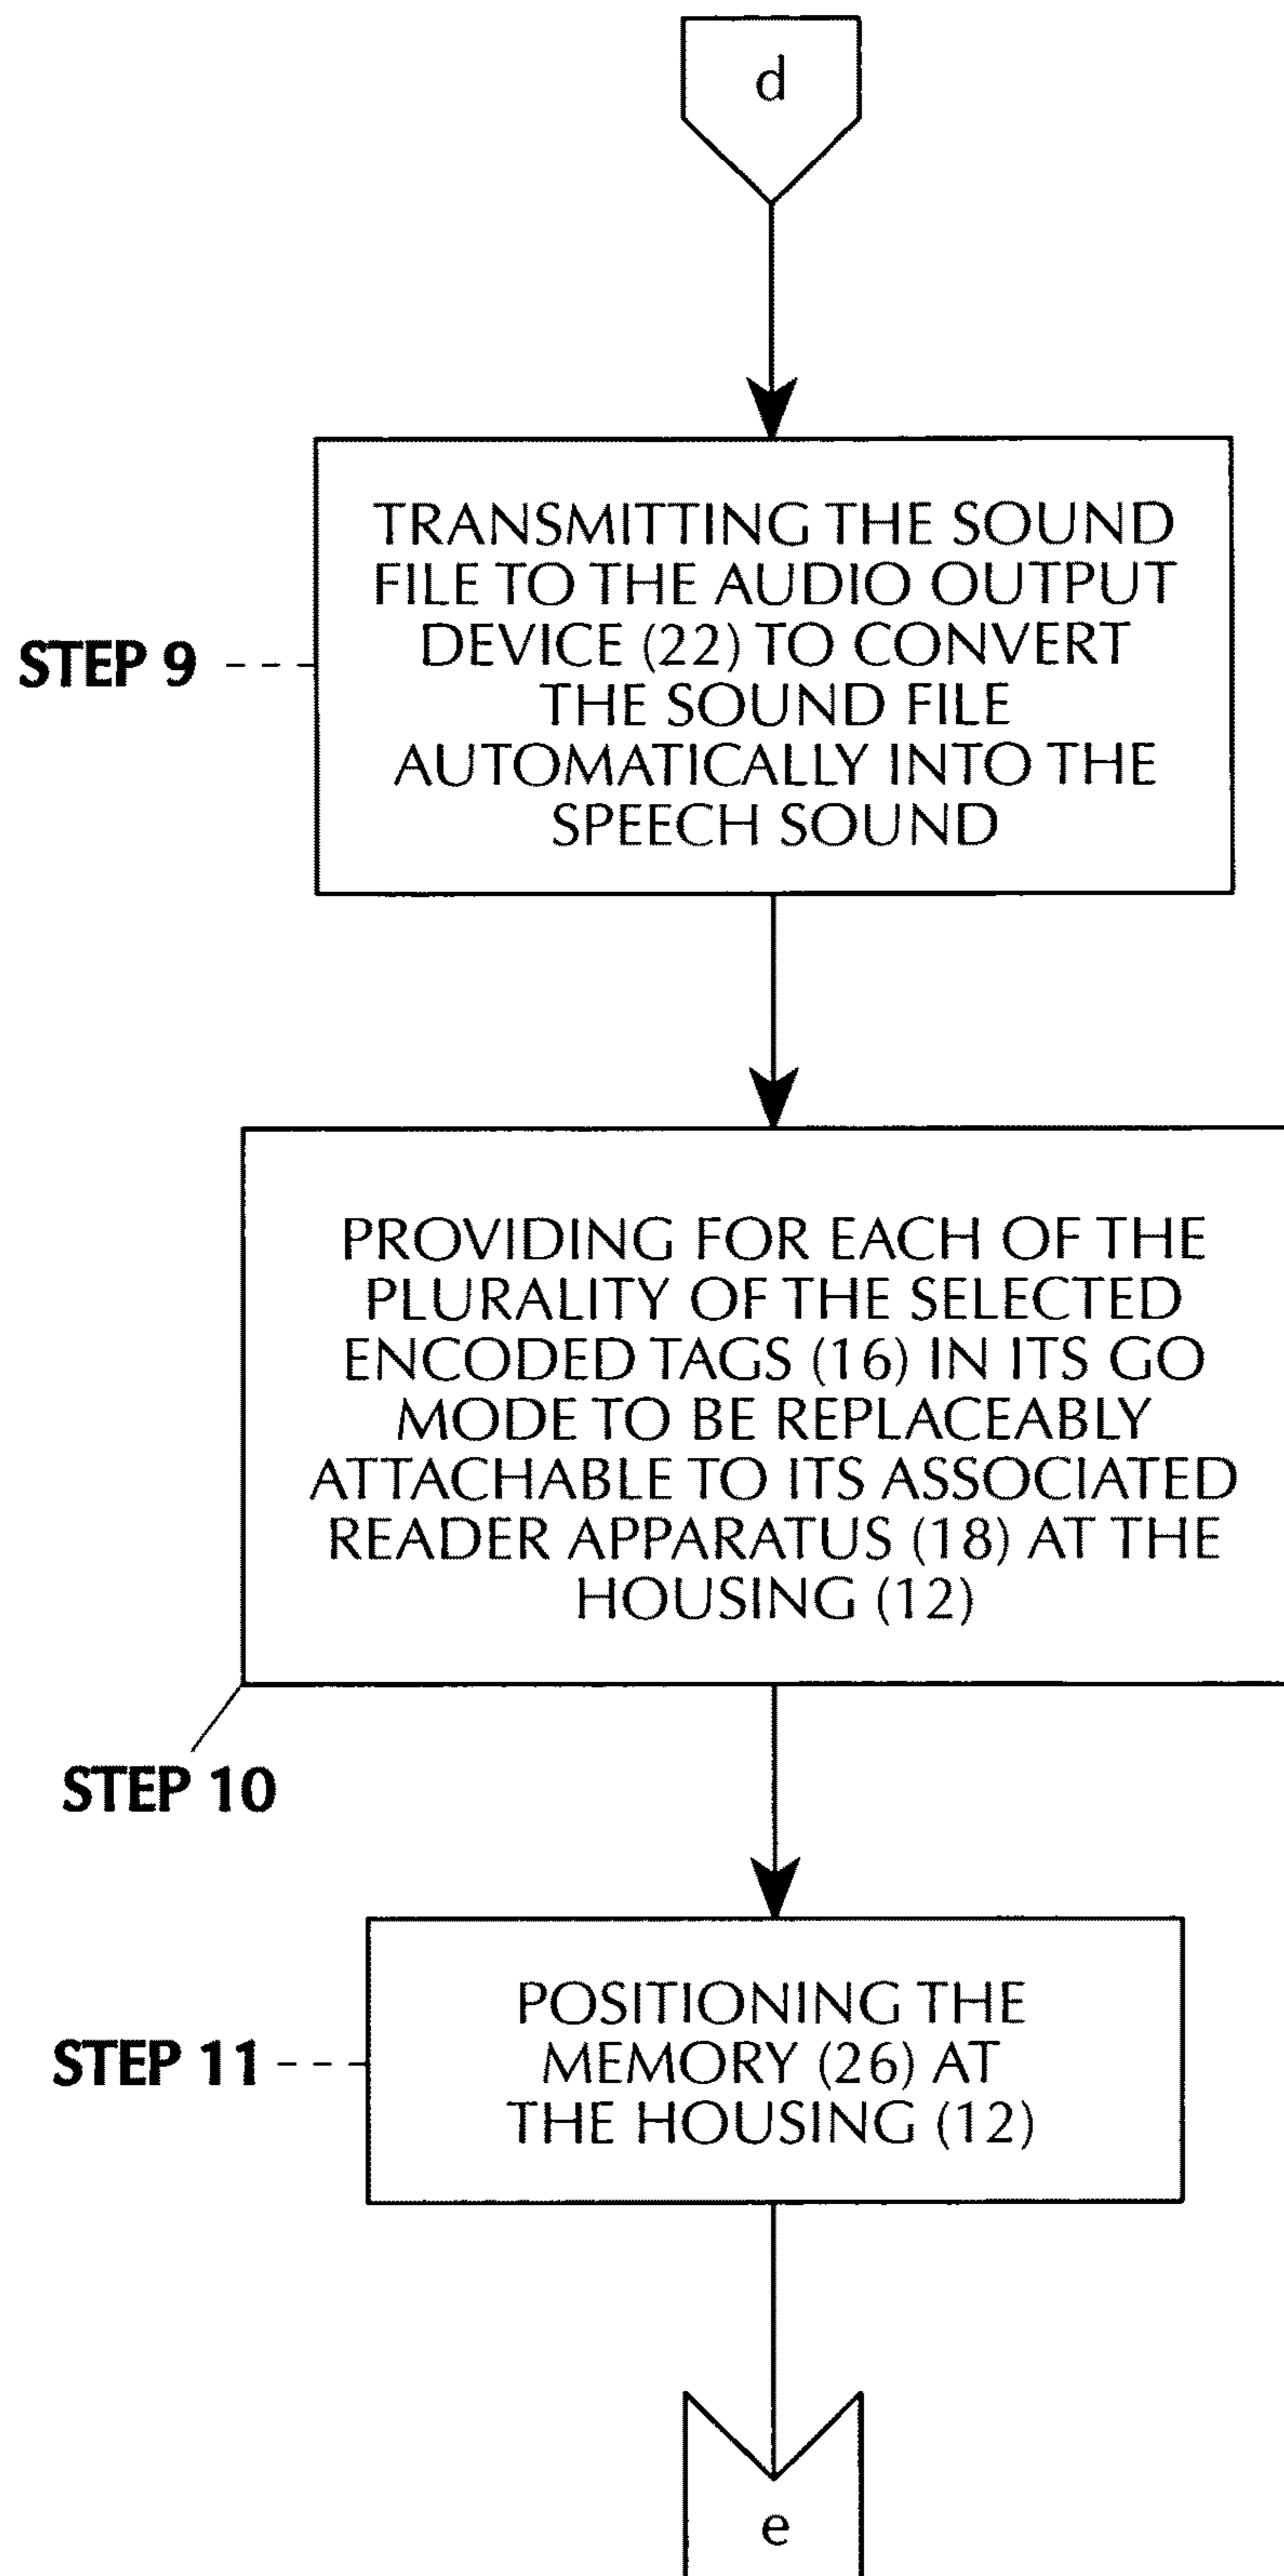 d
TRANSMITTING THE SOUND
FILE TO THE AUDIO OUTPUT
DEVICE (22) TO CONVERT
THE SOUND FILE
AUTOMATICALLY INTO THE
SPEECH SOUND
STEP 9
PROVIDING FOR EACH OF THE
PLURALITY OF THE SELECTED
ENCODED TAGS (16) IN ITS GO
MODE TO BE REPLACEABLY
ATTACHABLE TO ITS ASSOCIATED
READER APPARATUS (18) AT THE
HOUSING (12)
STEP 10
POSITIONING THE
MEMORY (26) AT
THE HOUSING (12)
STEP 11
e